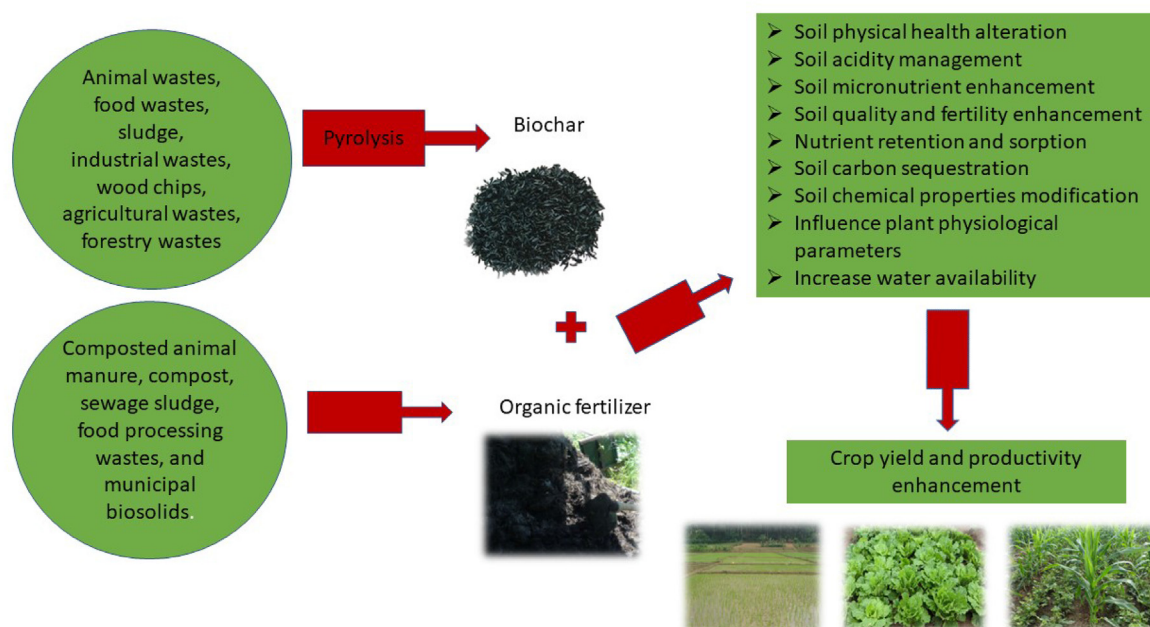 Animal wastes,
food wastes,
sludge,
industrial wastes,
wood chips,
agricultural wastes,
forestry wastes
Pyrolysis
Biochar
Composted animal
manure, compost,
sewage sludge,
food processing
wastes, and
municipal
biosolids.
Organic fertilizer
➢ Soil physical health alteration
➢ Soil acidity management
➢ Soil micronutrient enhancement
➢ Soil quality and fertility enhancement
➢ Nutrient retention and sorption
➢ Soil carbon sequestration
➢ Soil chemical properties modification
➢ Influence plant physiological
parameters
➢ Increase water availability
Crop yield and productivity
enhancement